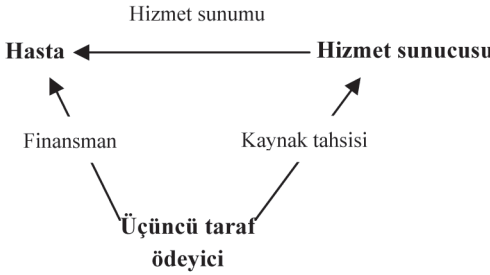 Hizmet sunumu
Hasta
Hizmet sunucusu
Finansman
Kaynak tahsisi
Üçüncü taraf
ödeyici